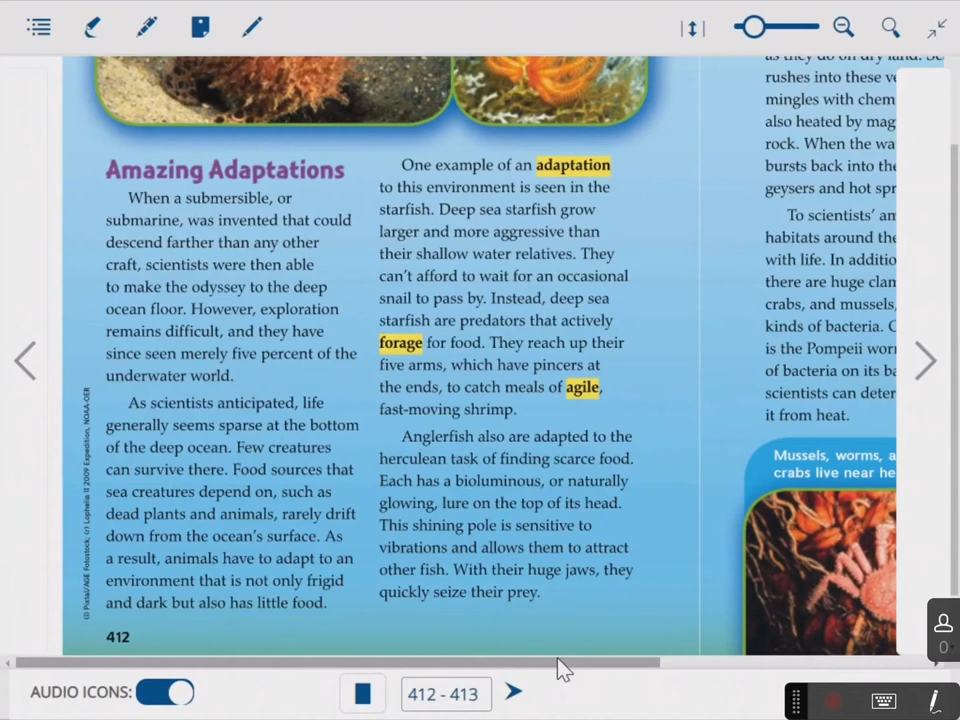 Amazing Adaptations
When a submersible, or
submarine, was invented that could
descend farther than any other
craft, scientists were then able
to make the odyssey to the deep
ocean floor. However, exploration
remains difficult, and they have
since seen merely five percent of the
underwater world.
As scientists anticipated, life
generally seems sparse at the bottom
of the deep ocean. Few creatures
can survive there. Food sources that
sea creatures depend on, such as
dead plants and animals, rarely drift
down from the ocean's surface. As
a result, animals have to adapt to an
environment that is not only frigid
and dark but also has little food.
412
One example of an adaptation
to this environment is seen in the
starfish. Deep sea starfish grow
larger and more aggressive than
their shallow water relatives. They
can't afford to wait for an occasional
snail to pass by. Instead, deep sea
starfish are predators that actively
forage for food. They reach up their
five arms, which have pincers at
the ends, to catch meals of agile,
fast-moving shrimp.
Anglerfish also are adapted to the
herculean task of finding scarce food.
Each has a bioluminous, or naturally
glowing, lure on the top of its head.
This shining pole is sensitive to
vibrations and allows them to attract
other fish. With their huge jaws, they
quickly seize their prey.
as they do on dry land.
rushes into these
mingles with chem
also heated by mag
rock. When the wa
bursts back into the
geysers and hot spr
To scientists' am
habitats around the
with life. In additio
there are huge clam
crabs, and mussels,
kinds of bacteria.
is the Pompeii wor
of bacteria on its ba
scientists can deter
it from heat.
Mussels, worms, a
crabs live near he
AUDIO ICONS:
412 - 413
0